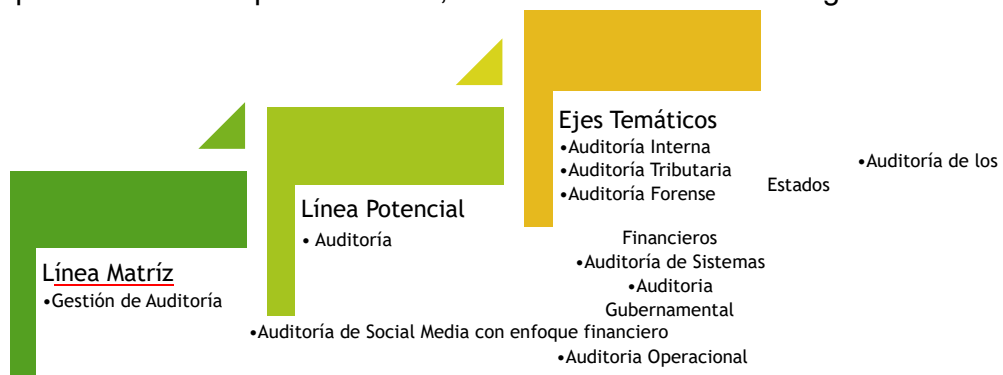 Ejes Temáticos
•Auditoría Interna
•Auditoría Tributaria
•Auditoría Forense
•Auditoría de los
Estados
Financieros
•Auditoría de Sistemas
•Auditoria
Gubernamental
•Auditoría de Social Media con enfoque financiero
•Auditoria Operacional
Línea Potencial
• Auditoría
Línea Matríz
•Gestión de Auditoría